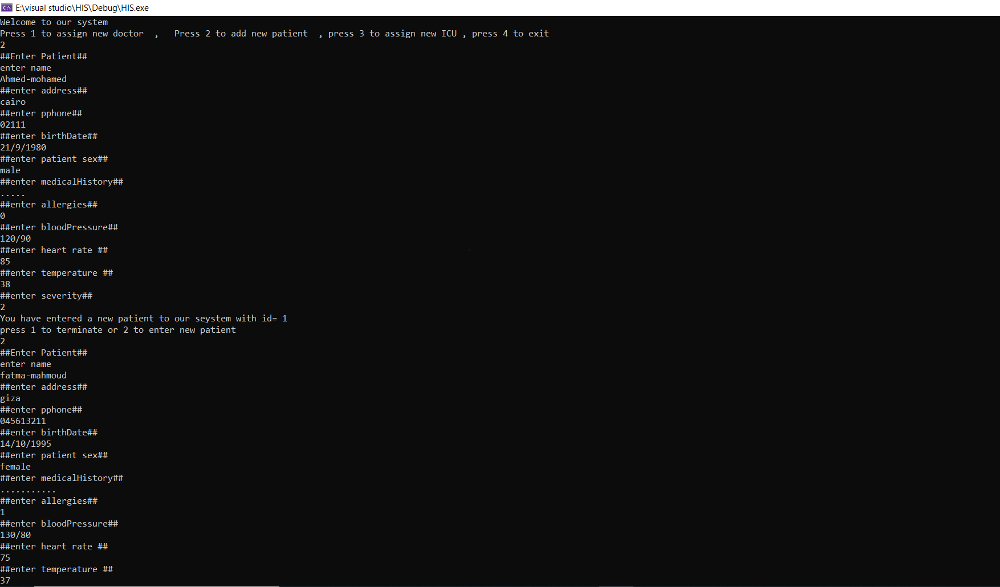 E:\visual studio\HIS\Debug\HIS.exe
Welcome to our system
Press 1 to assign new doctor  ,   Press 2 to add new patient  , press 3 to assign new ICU , press 4 to exit
2
##Enter Patient##
enter name
Ahmed-mohamed
##enter address##
cairo
##enter pphone##
02111
##enter birthDate##
21/9/1980
##enter patient sex##
male
##enter medicalHistory##
.....
##enter allergies##
0
##enter bloodPressure##
120/90
##enter heart rate ##
85
##enter temperature ##
38
##enter severity##
2
You have entered a new patient to our seystem with id= 1
press 1 to terminate or 2 to enter new patient
2
##Enter Patient##
enter name
fatma-mahmoud
##enter address##
giza
##enter pphone##
045613211
##enter birthDate##
14/10/1995
##enter patient sex##
female
##enter medicalHistory##
...........
##enter allergies##
1
##enter bloodPressure##
130/80
##enter heart rate ##
75
##enter temperature ##
37